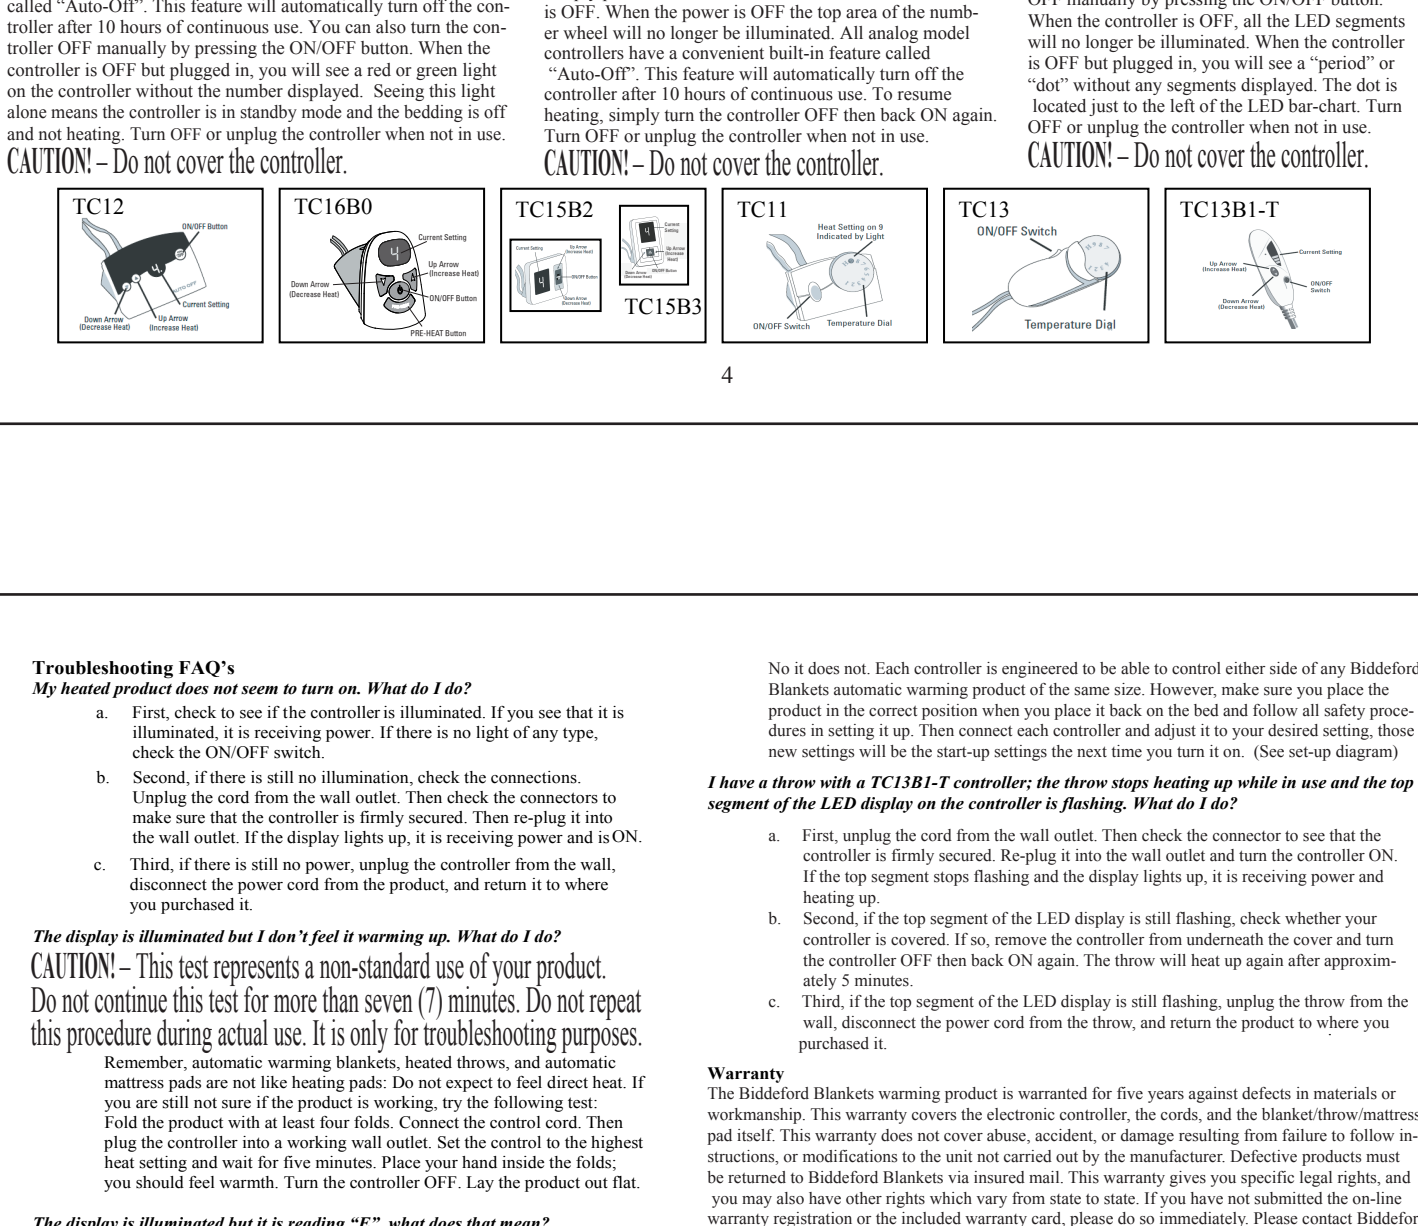 called “Auto-Off”. This feature will automatically turn off the con-
troller after 10 hours of continuous use. You can also turn the con-
troller OFF manually by pressing the ON/OFF button. When the
controller is OFF but plugged in, you will see a red or green light
on the controller without the number displayed.  Seeing this light
alone means the controller is in standby mode and the bedding is off
and not heating. Turn OFF or unplug the controller when not in use.
CAUTION! – Do not cover the controller.
is OFF. When the power is OFF the top area of the numb-
er wheel will no longer be illuminated. All analog model
controllers have a convenient built-in feature called
“Auto-Off”. This feature will automatically turn off the
controller after 10 hours of continuous use. To resume
heating, simply turn the controller OFF then back ON again.
Turn OFF or unplug the controller when not in use.
CAUTION! – Do not cover the controller.
OFF manually by pressing the ON/OFF button.
When the controller is OFF, all the LED segments
will no longer be illuminated. When the controller
is OFF but plugged in, you will see a “period” or
“dot” without any segments displayed. The dot is
located just to the left of the LED bar-chart. Turn
OFF or unplug the controller when not in use.
CAUTION! – Do not cover the controller.
TC12
ON/OFF Button
4.
AUTO-OFF
Current Setting
Down Arrow
(Decrease Heat)
Up Arrow
(Increase Heat)
TC16B0
Current Setting
4
Up Arrow
(Increase Heat)
Down Arrow
(Decrease Heat)
ON/OFF Button
PRE-HEAT Button
TC15B2
Current Setting
Up Arrow
(Increase Heat)
4
ON/OFF Button
Down Arrow
(Decrease Heat)
Current
Setting
4
Up Arrow
(Increase
Heat)
Down Arrow
(Decrease Heat)
ON/OFF Button
TC15B3
TC11
Heat Setting on 9
Indicated by Light
ON/OFF Switch
Temperature Dial
TC13
ON/OFF Switch
Temperature Dial
TC13B1-T
Current Setting
Up Arrow
(Increase Heat)
ON/OFF
Switch
Down Arrow
(Decrease Heat)
4
Troubleshooting FAQ’s
My heated product does not seem to turn on. What do I do?
a. First, check to see if the controller is illuminated. If you see that it is
illuminated, it is receiving power. If there is no light of any type,
check the ON/OFF switch.
b. Second, if there is still no illumination, check the connections.
Unplug the cord from the wall outlet. Then check the connectors to
make sure that the controller is firmly secured. Then re-plug it into
the wall outlet. If the display lights up, it is receiving power and is ON.
c. Third, if there is still no power, unplug the controller from the wall,
disconnect the power cord from the product, and return it to where
you purchased it.
The display is illuminated but I don’t feel it warming up. What do I do?
CAUTION! – This test represents a non-standard use of your product.
Do not continue this test for more than seven (7) minutes. Do not repeat
this procedure during actual use. It is only for troubleshooting purposes.
Remember, automatic warming blankets, heated throws, and automatic
mattress pads are not like heating pads: Do not expect to feel direct heat. If
you are still not sure if the product is working, try the following test:
Fold the product with at least four folds. Connect the control cord. Then
plug the controller into a working wall outlet. Set the control to the highest
heat setting and wait for five minutes. Place your hand inside the folds;
you should feel warmth. Turn the controller OFF. Lay the product out flat.
The display is illuminated but it is reading “F”, what does that mean?
No it does not. Each controller is engineered to be able to control either side of any Biddeford
Blankets automatic warming product of the same size. However, make sure you place the
product in the correct position when you place it back on the bed and follow all safety proce-
dures in setting it up. Then connect each controller and adjust it to your desired setting, those
new settings will be the start-up settings the next time you turn it on.  (See set-up diagram)
I have a throw with a TC13B1-T controller; the throw stops heating up while in use and the top
segment of the LED display on the controller is flashing. What do I do?
a. First, unplug the cord from the wall outlet. Then check the connector to see that the
controller is firmly secured. Re-plug it into the wall outlet and turn the controller ON.
If the top segment stops flashing and the display lights up, it is receiving power and
heating up.
b. Second, if the top segment of the LED display is still flashing, check whether your
controller is covered. If so, remove the controller from underneath the cover and turn
the controller OFF then back ON again. The throw will heat up again after approxim-
ately 5 minutes.
c. Third, if the top segment of the LED display is still flashing, unplug the throw from the
wall, disconnect the power cord from the throw, and return the product to where you
purchased it.
Warranty
The Biddeford Blankets warming product is warranted for five years against defects in materials or
workmanship. This warranty covers the electronic controller, the cords, and the blanket/throw/mattress
pad itself. This warranty does not cover abuse, accident, or damage resulting from failure to follow in-
structions, or modifications to the unit not carried out by the manufacturer. Defective products must
be returned to Biddeford Blankets via insured mail. This warranty gives you specific legal rights, and
you may also have other rights which vary from state to state. If you have not submitted the on-line
warranty registration or the included warranty card, please do so immediately. Please contact Biddefor